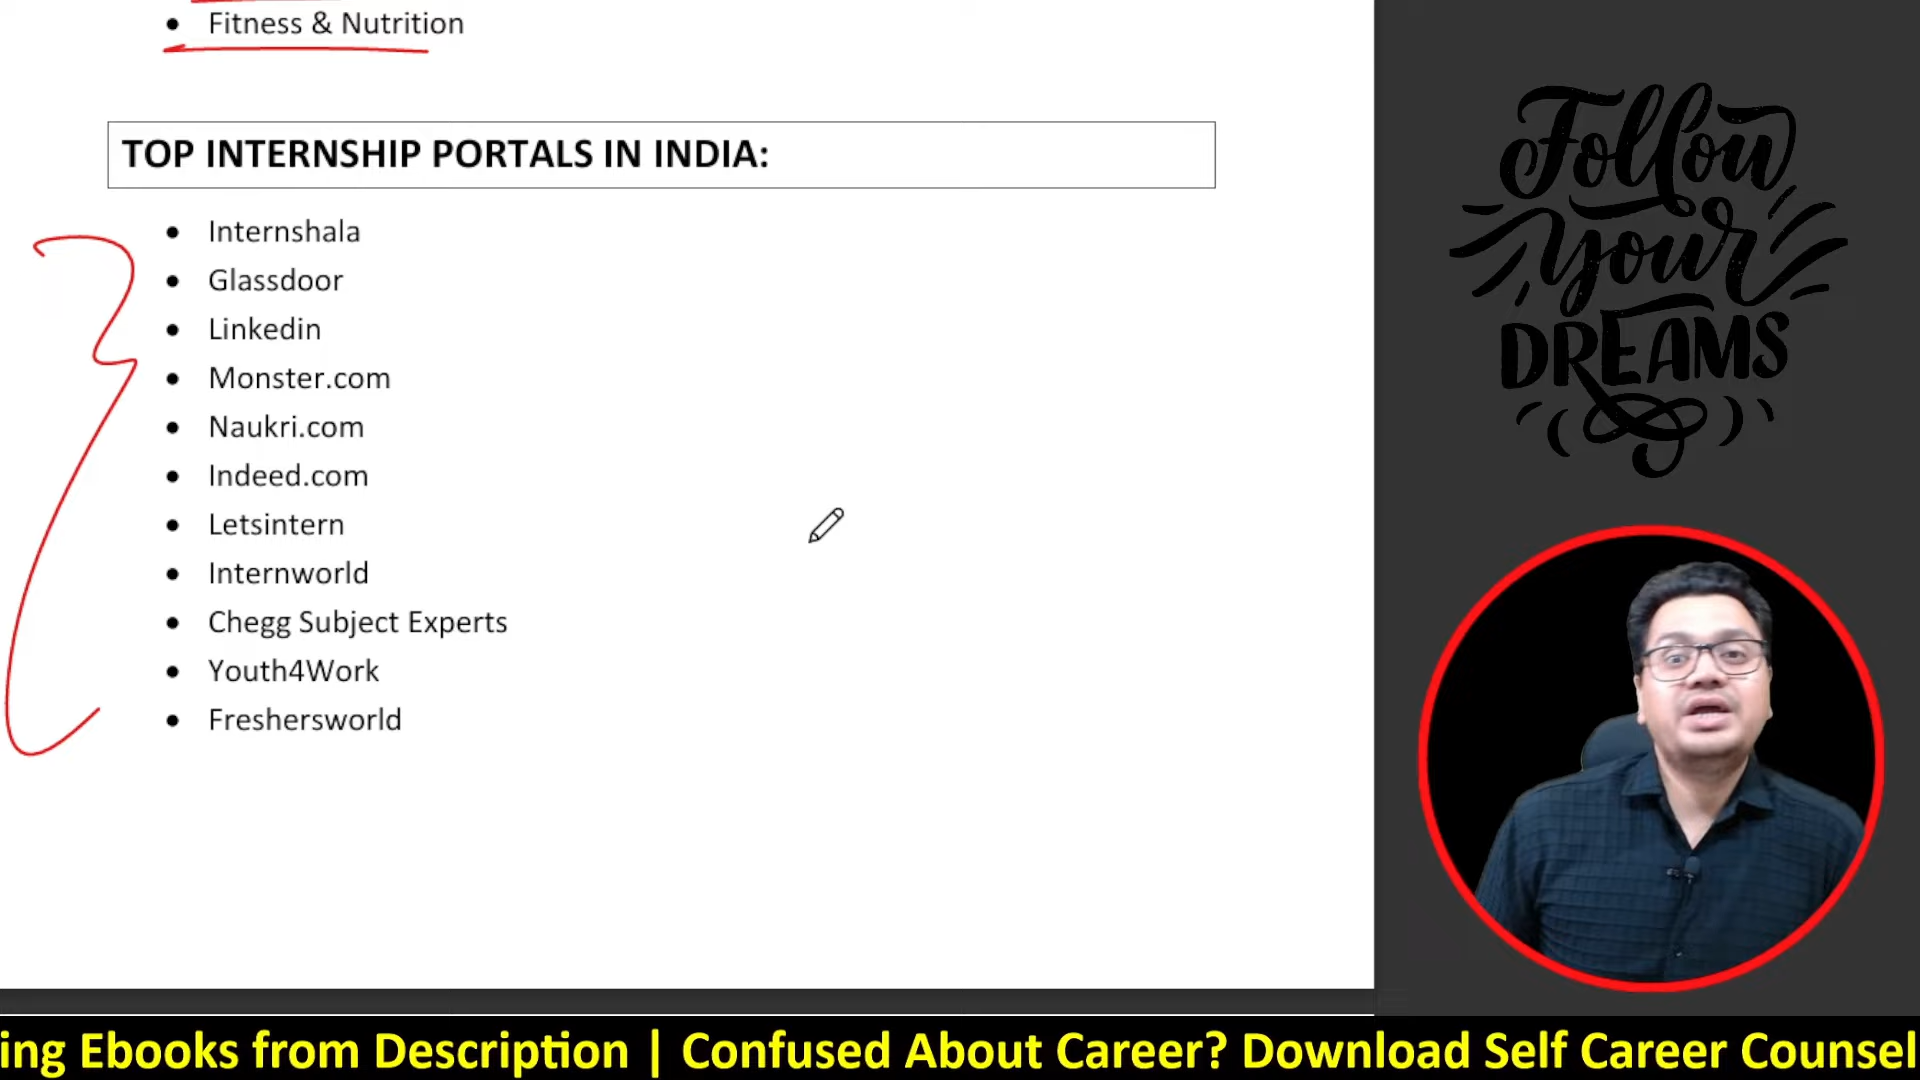 Fitness & Nutrition
TOP INTERNSHIP PORTALS IN INDIA:
Internshala
Glassdoor
Linkedin
Monster.com
Naukri.com
Indeed.com
Letsintern
Internworld
Chegg Subject Experts
Youth4Work
Freshersworld
Follow
your
DREAMS
ing Ebooks from Description | Confused About Career? Download Self Career Counsel